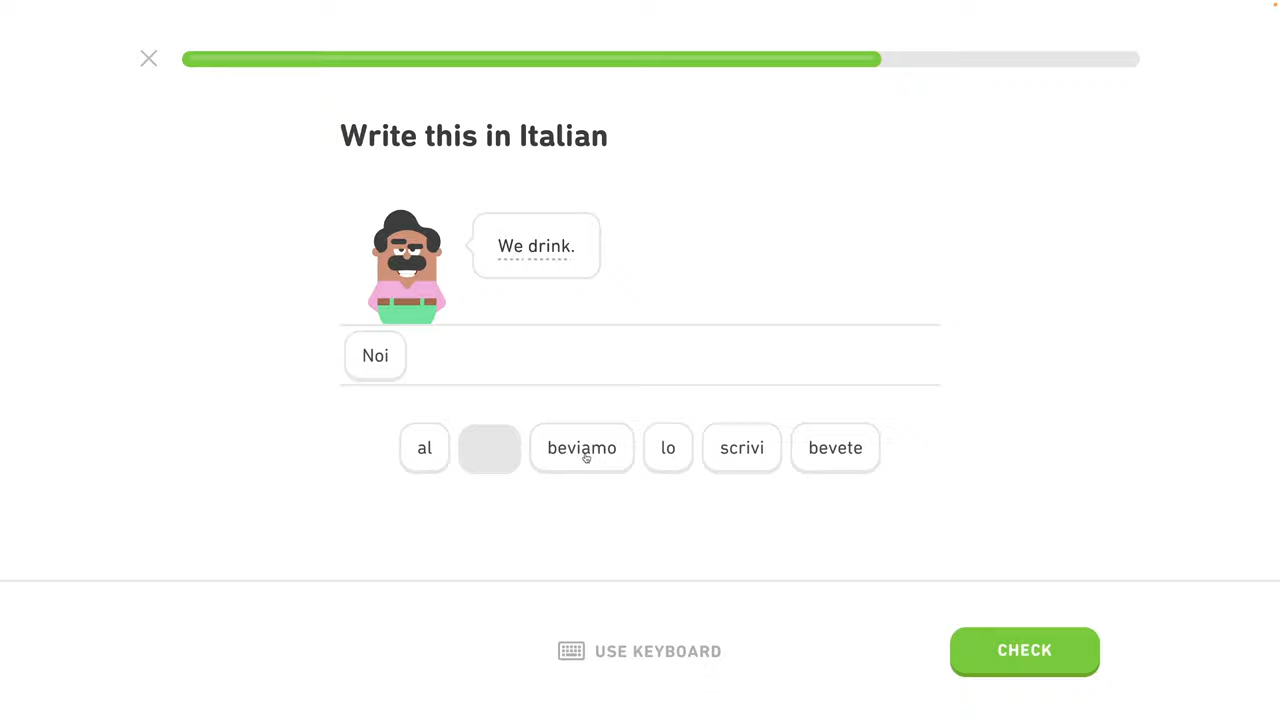 Write this in Italian
We drink.
Noi
al beviamo lo scrivi bevete
USE KEYBOARD CHECK